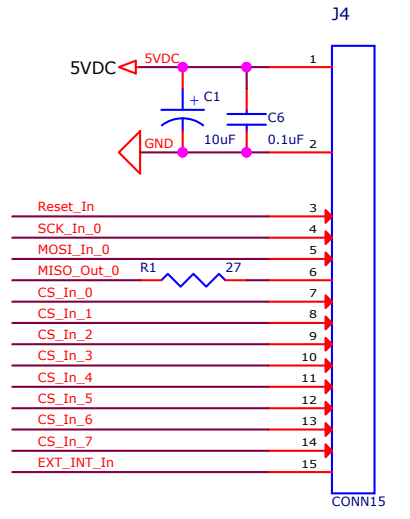 J4
5VDC 5VDC 1
+ C1
C6
10uF 0.1uF
GND 2
Reset_In 3
SCK_In_0 4
MOSI_In_0 5
MISO_Out_0 R1 27 6
CS_In_0 7
CS_In_1 8
CS_In_2 9
CS_In_3 10
CS_In_4 11
CS_In_5 12
CS_In_6 13
CS_In_7 14
EXT_INT_In 15
CONN15